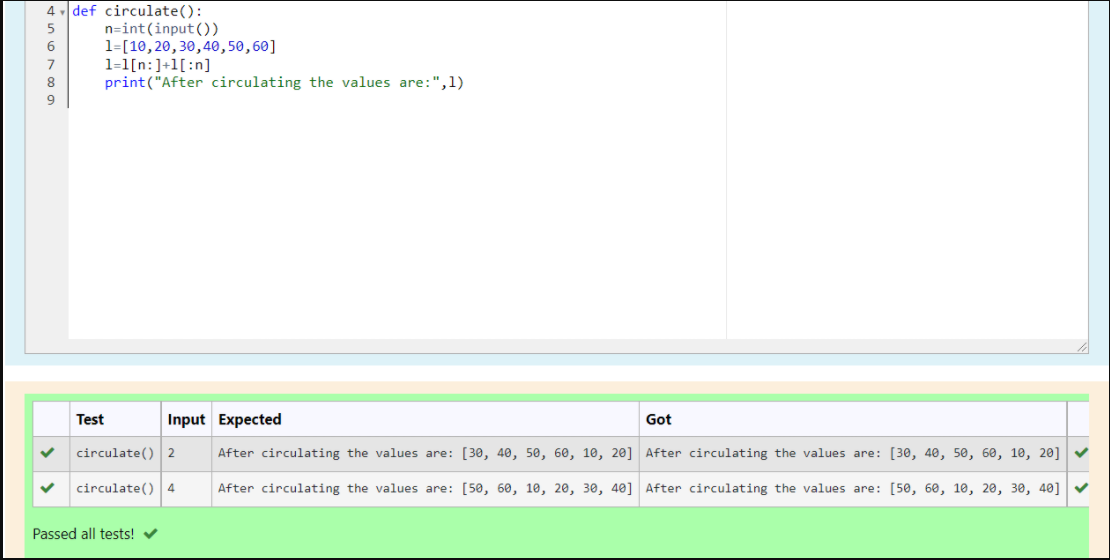 4 def circulate():
5     n=int(input())
6     l=[10,20,30,40,50,60]
7     l=l[n:]+l[:n]
8     print("After circulating the values are:",l)
9
Test Input Expected Got
circulate() 2 After circulating the values are: [30, 40, 50, 60, 10, 20] After circulating the values are: [30, 40, 50, 60, 10, 20]
circulate() 4 After circulating the values are: [50, 60, 10, 20, 30, 40] After circulating the values are: [50, 60, 10, 20, 30, 40]
Passed all tests!